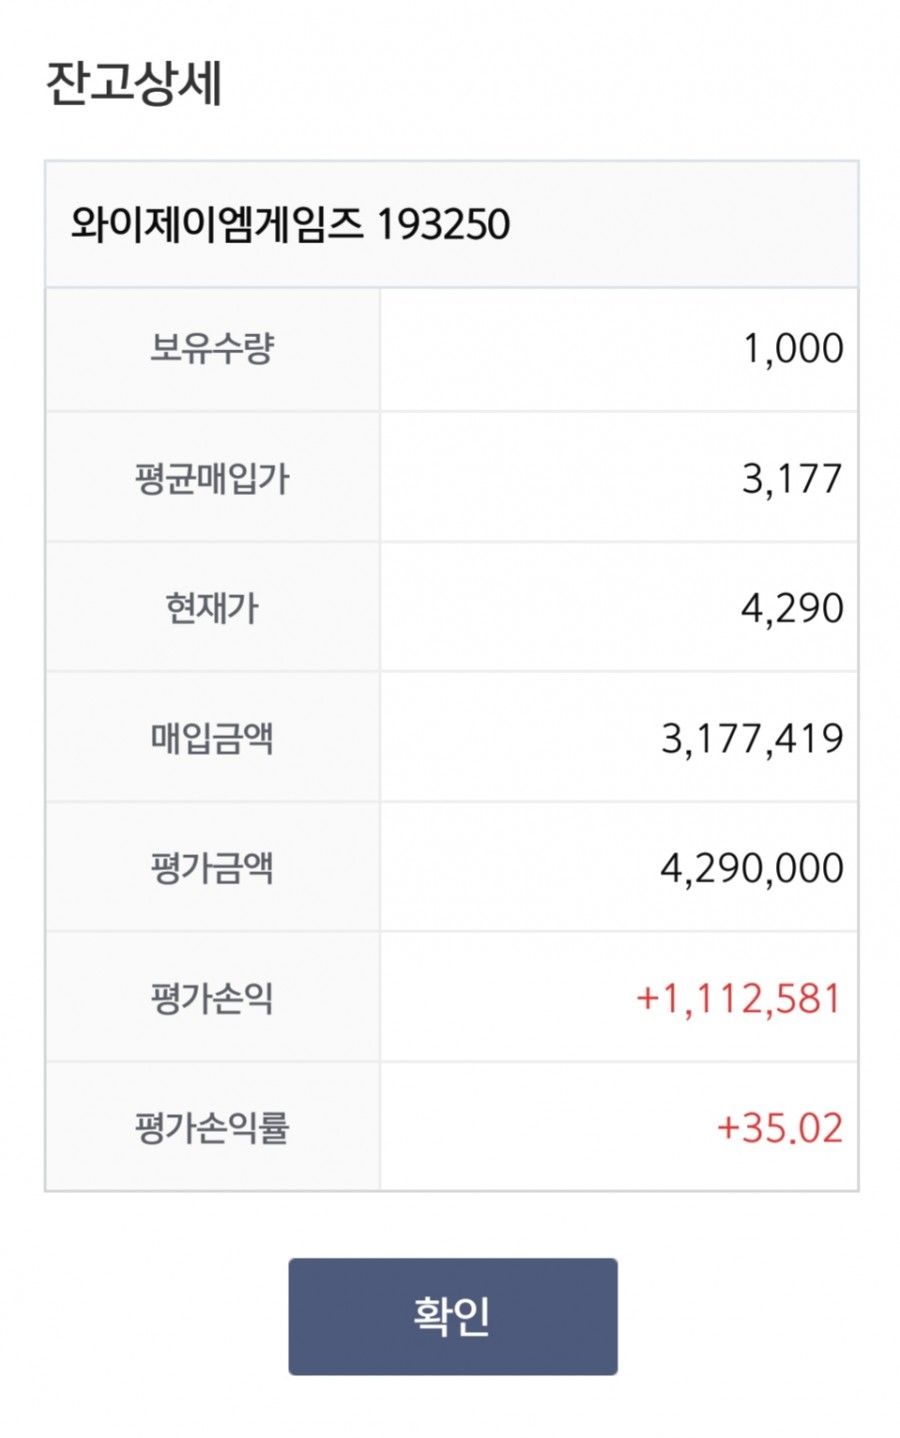 잔고상세
와이제이엠게임즈 193250
보유수량 1,000
평균매입가 3,177
현재가 4,290
매입금액 3,177,419
평가금액 4,290,000
평가손익 +1,112,581
평가손익률 +35.02
확인